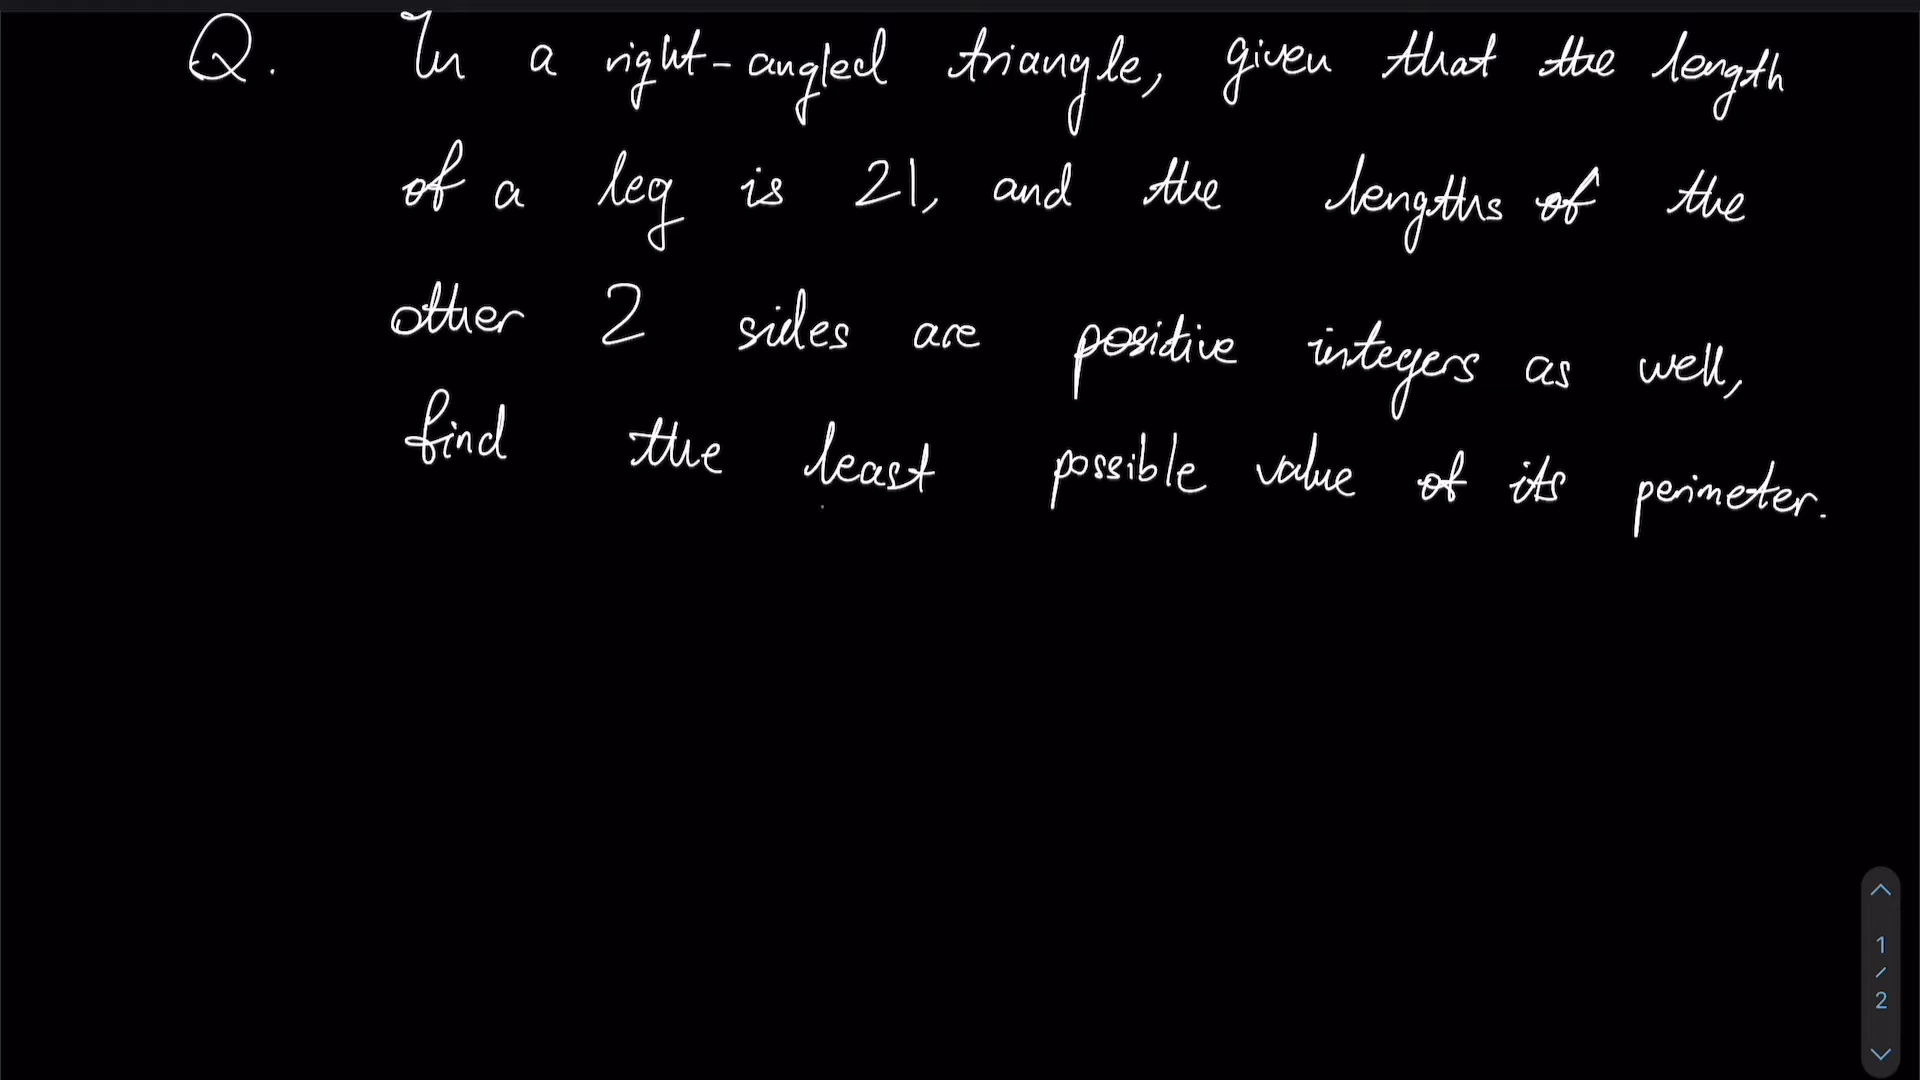 Q. In a right-angled triangle, given that the length
of a leg is 21, and the lengths of the
other 2 sides are positive integers as well,
find the least possible value of its perimeter.
1
/
2